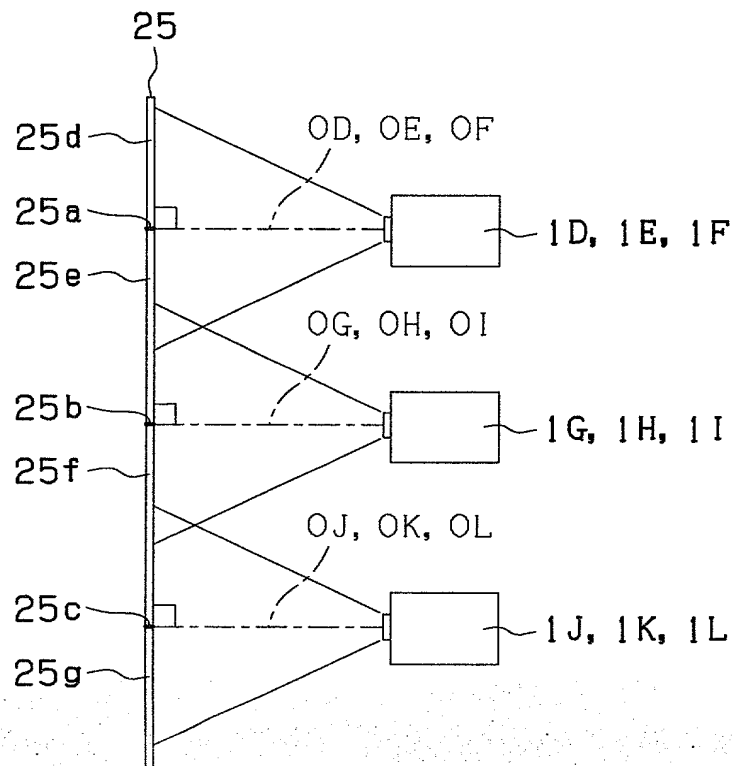 25
25d
OD, OE, OF
25a
1D, 1E, 1F
25e
OG, OH, OI
25b
1G, 1H, 1I
25f
OJ, OK, OL
25c
1J, 1K, 1L
25g